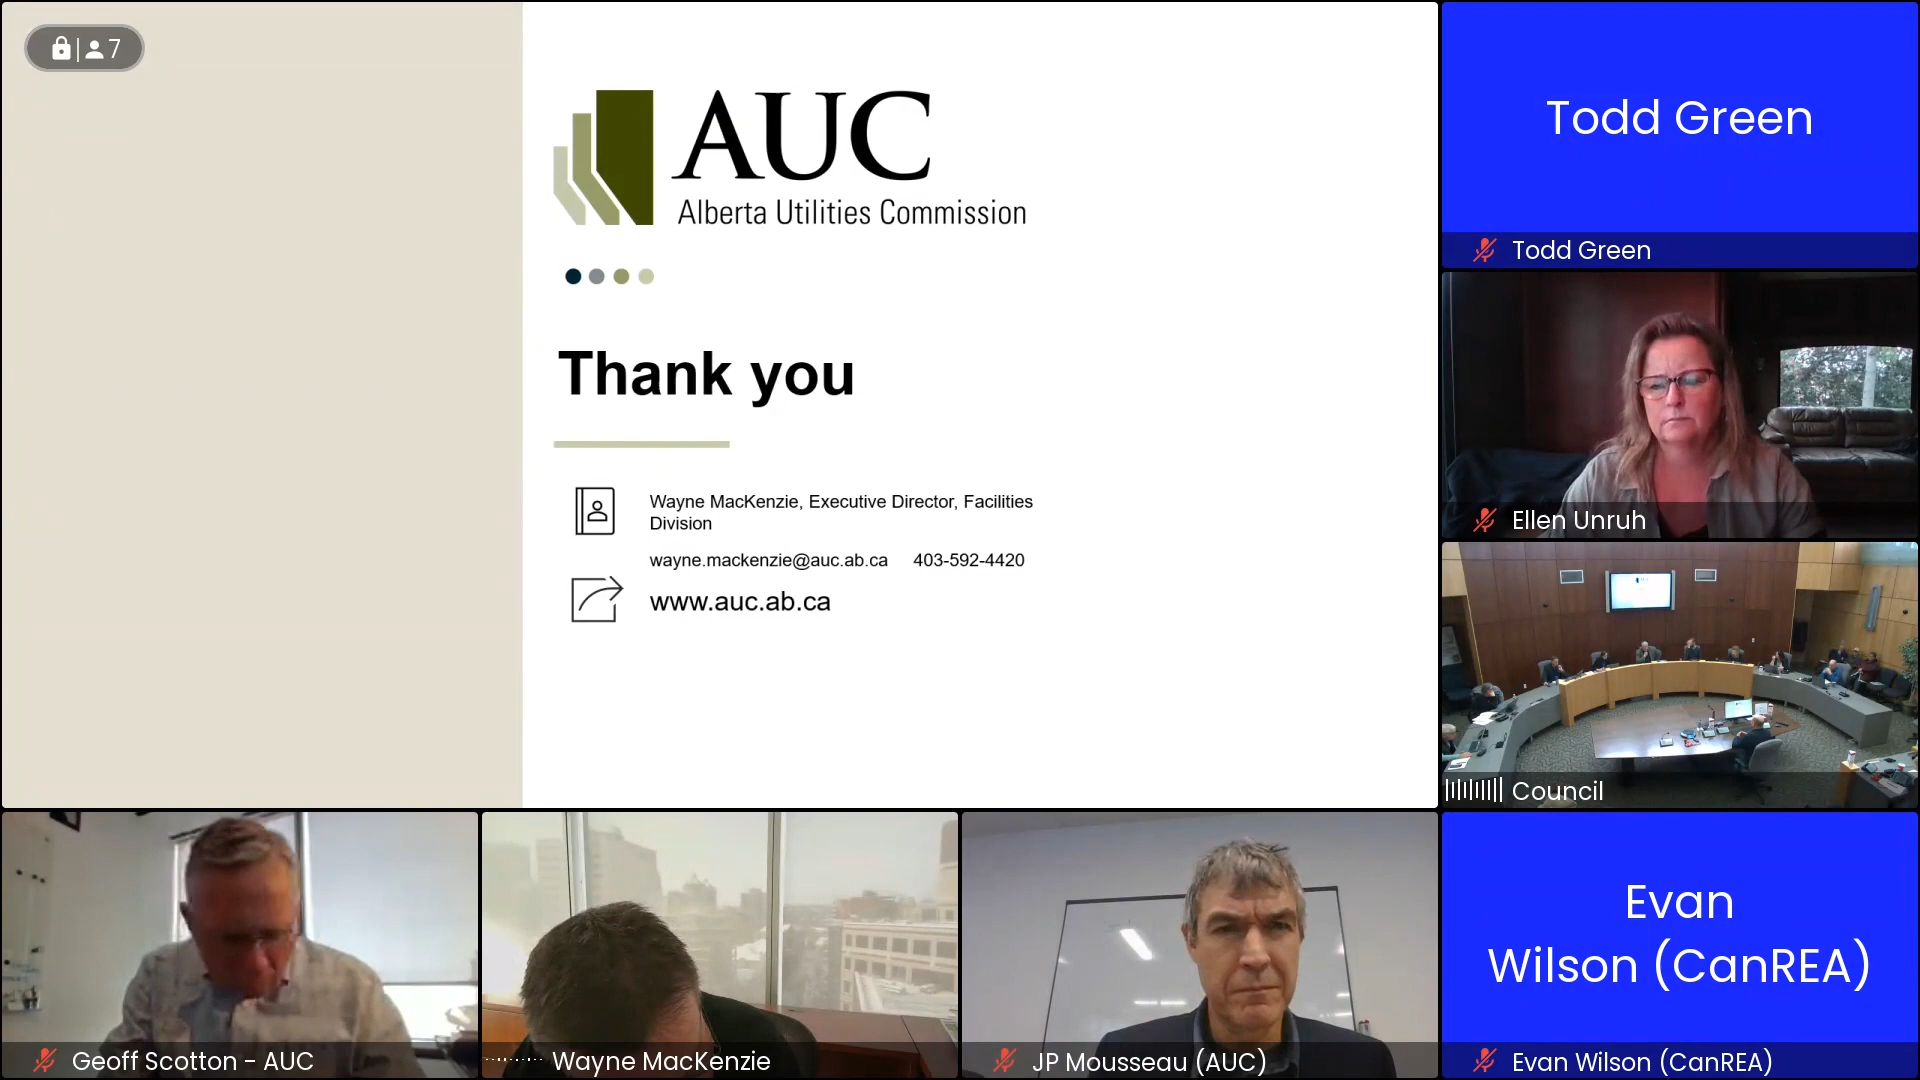 7
AUC
Alberta Utilities Commission
Thank you
Wayne MacKenzie, Executive Director, Facilities
Division
wayne.mackenzie@auc.ab.ca 403-592-4420
www.auc.ab.ca
Todd Green
Todd Green
Ellen Unruh
Council
Geoff Scotton - AUC
Wayne MacKenzie
JP Mousseau (AUC)
Evan
Wilson (CanREA)
Evan Wilson (CanREA)